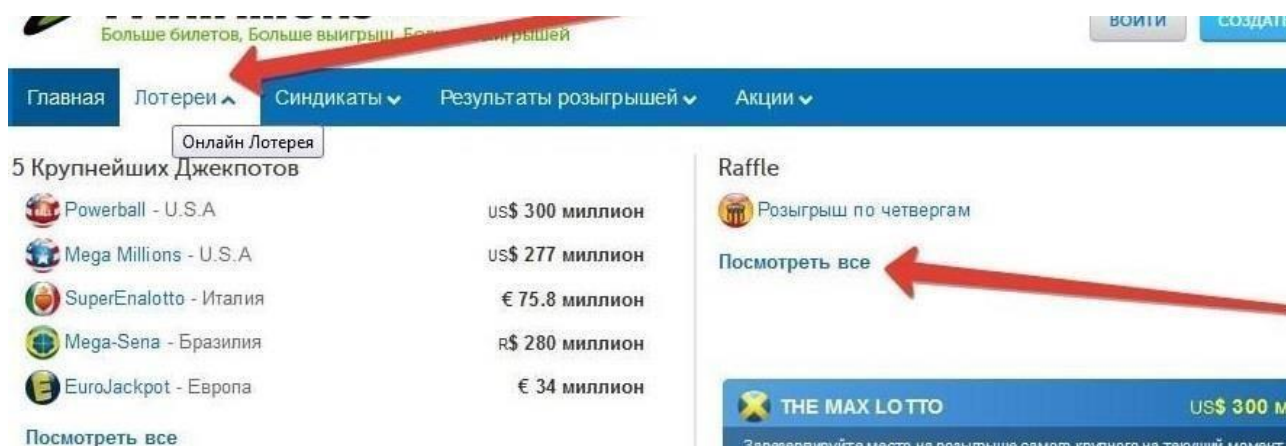 Больше билетов, Больше выигрыш,
ВОЙТИ
Главная Лотереи Синдикаты Результаты розыгрышей Акции
Онлайн Лотерея
5 Крупнейших Джекпотов
Powerball - U.S.A US$ 300 миллион
Mega Millions - U.S.A US$ 277 миллион
SuperEnalotto - Италия € 75.8 миллион
Mega-Sena - Бразилия R$ 280 миллион
EuroJackpot - Европа € 34 миллион
Посмотреть все
Raffle
Розыгрыш по четвергам
Посмотреть все
THE MAX LOTTO US$ 300 м